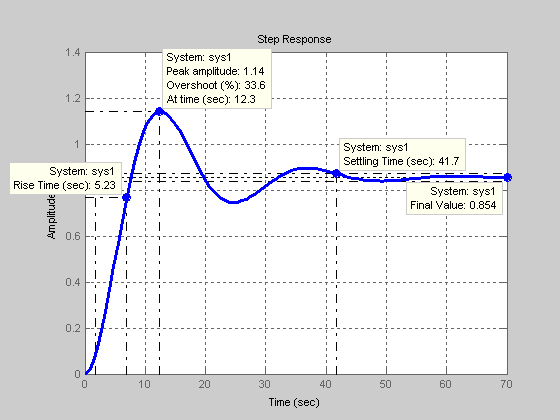 Step Response
System: sys1
Peak amplitude: 1.14
Overshoot (%): 33.6
At time (sec): 12.3
System: sys1
Settling Time (sec): 41.7
System: sys1
Rise Time (sec): 5.23
System: sys1
Final Value: 0.854
Amplitude
1.4
1.2
1
0.6
0.4
0.2
0
0
10
20
30
40
50
60
70
Time (sec)